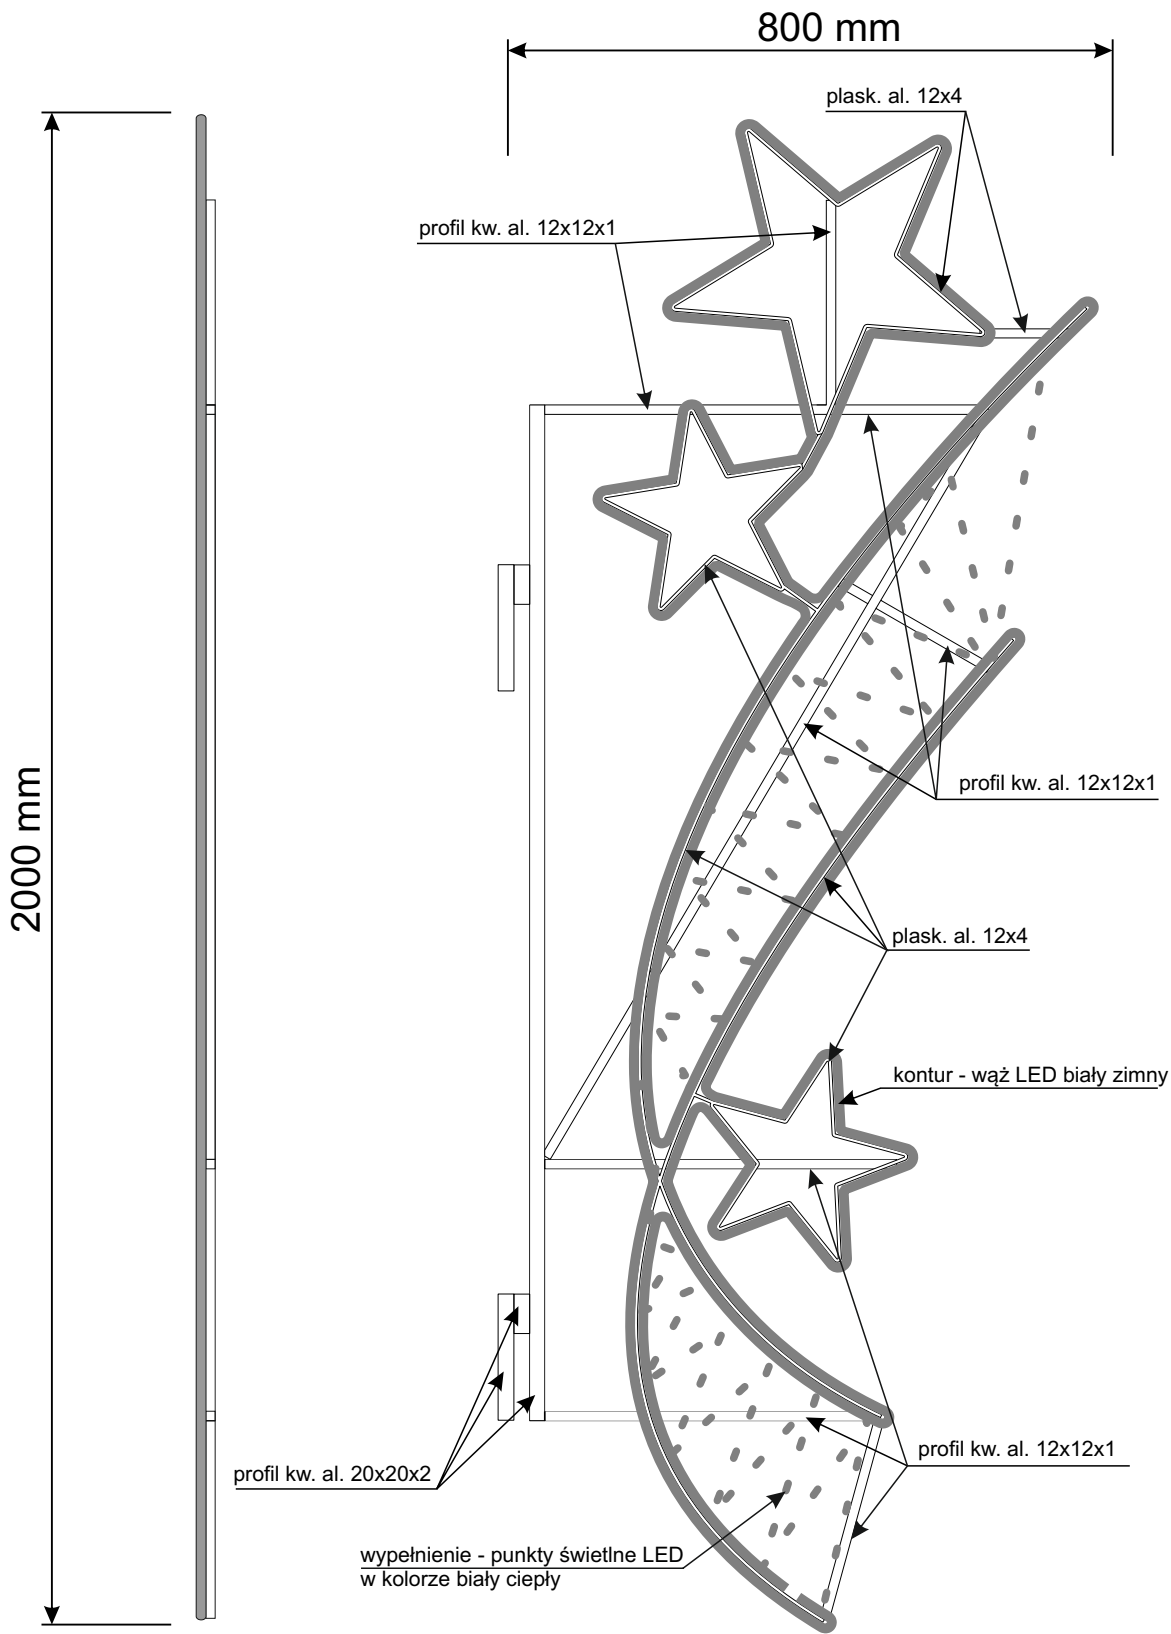 800 mm
plask. al. 12x4
profil kw. al. 12x12x1
2000 mm
profil kw. al. 12x12x1
plask. al. 12x4
kontur - wąż LED biały zimny
profil kw. al. 12x12x1
profil kw. al. 20x20x2
wypełnienie - punkty świetlne LED
w kolorze biały ciepły